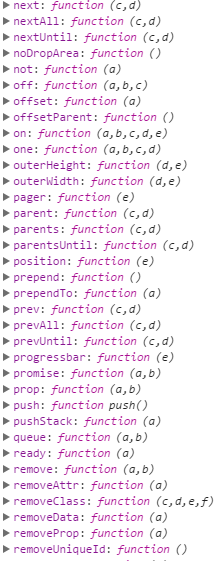 next: function (c,d)
nextAll: function (c,d)
nextUntil: function (c,d)
noDropArea: function ()
not: function (a)
off: function (a,b,c)
offset: function (a)
offsetParent: function ()
on: function (a,b,c,d,e)
one: function (a,b,c,d)
outerHeight: function (d,e)
outerWidth: function (d,e)
pager: function (e)
parent: function (c,d)
parents: function (c,d)
parentsUntil: function (c,d)
position: function (e)
prepend: function ()
prependTo: function (a)
prev: function (c,d)
prevAll: function (c,d)
prevUntil: function (c,d)
progressbar: function (e)
promise: function (a,b)
prop: function (a,b)
push: function push()
pushStack: function (a)
queue: function (a,b)
ready: function (a)
remove: function (a,b)
removeAttr: function (a)
removeClass: function (c,d,e,f)
removeData: function (a)
removeProp: function (a)
removeUniqueId: function ()